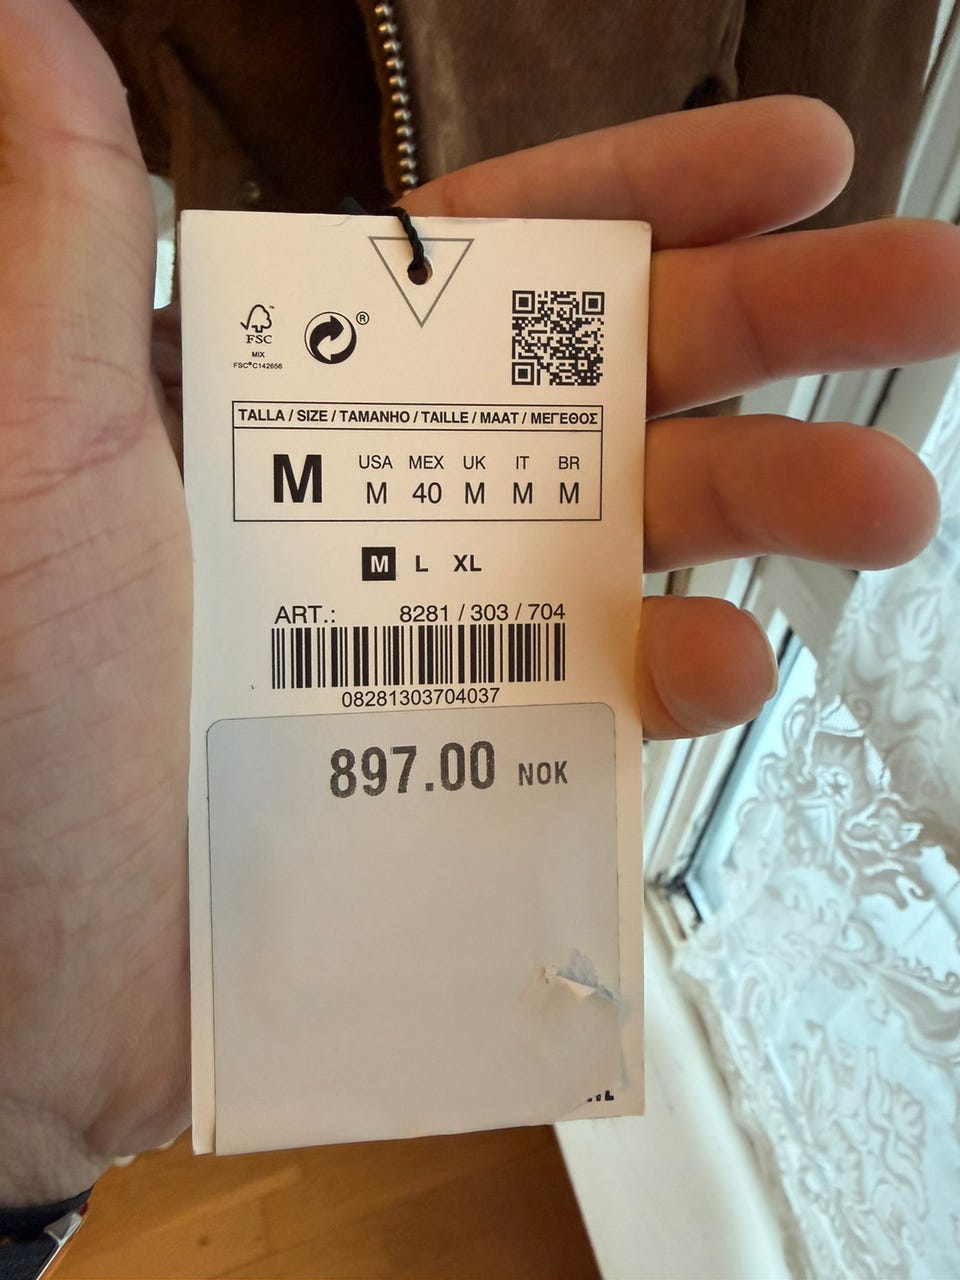 FSC™
MIX
FSC® C142656
®
TALLA / SIZE / TAMANHO / TAILLE / MAAT / ΜΕΓΕΘΟΣ
M
USA MEX UK IT BR
M 40 M M M
M L XL
ART.: 8281 / 303 / 704
08281303704037
897.00 NOK